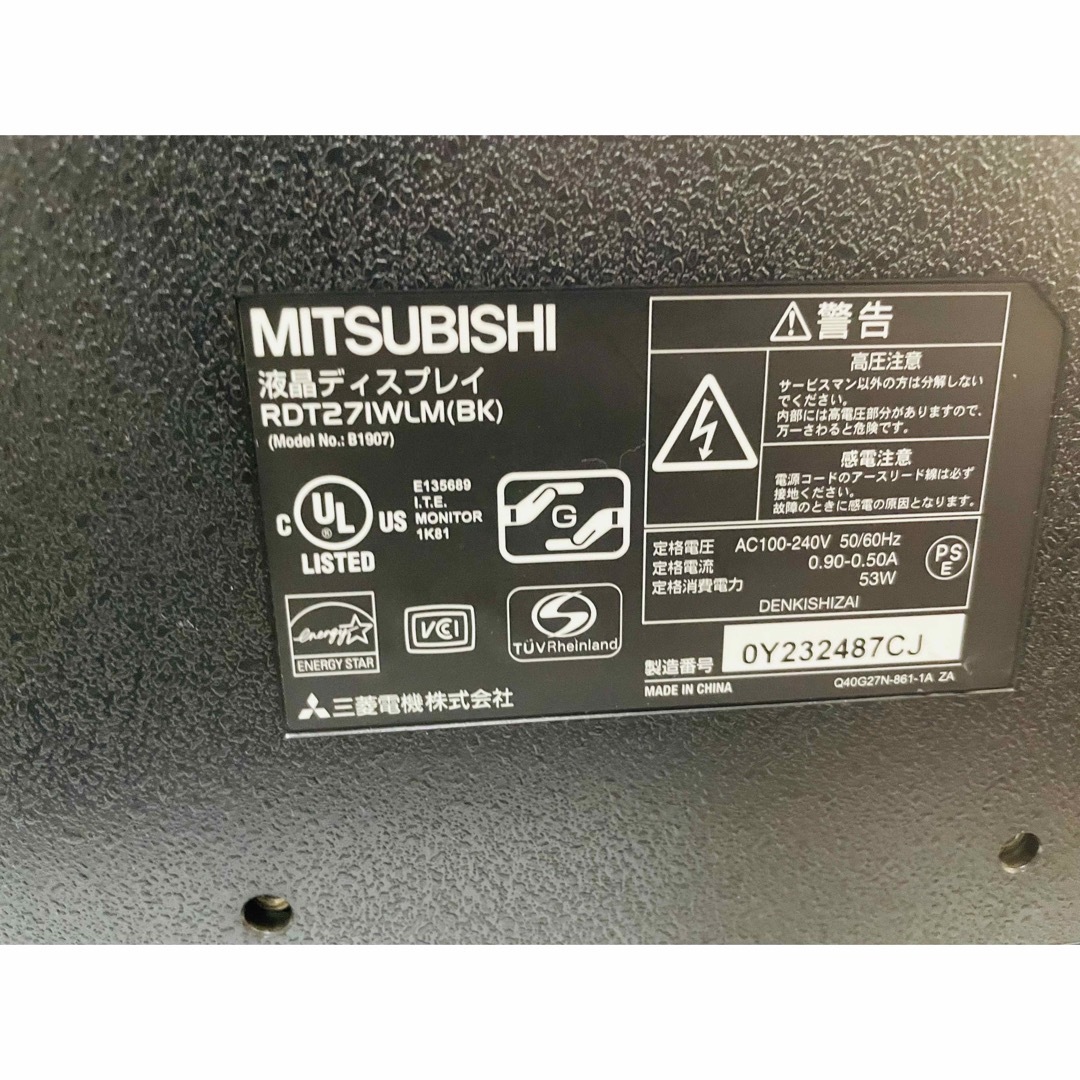 MITSUBISHI
液晶ディスプレイ
RDT271WLM(BK)
(Model No.: B1907)
C UL US
®
LISTED
E135689
I.T.E.
MONITOR
1K81
G
energy
ENERGY STAR
VCI
TÜVRheinland
三菱電機株式会社
警告
高圧注意
サービスマン以外の方は分解しない
でください。
内部には高電圧部分がありますので、
万一さわると危険です。
感電注意
電源コードのアースリード線は必ず
接地ください。
故障のときに感電の原因となります。
定格電圧 AC100-240V 50/60Hz
定格電流 0.90-0.50A
定格消費電力 53W
PS
E
DENKISHIZAI
製造番号 0Y232487CJ
MADE IN CHINA Q40G27N-861-1A ZA